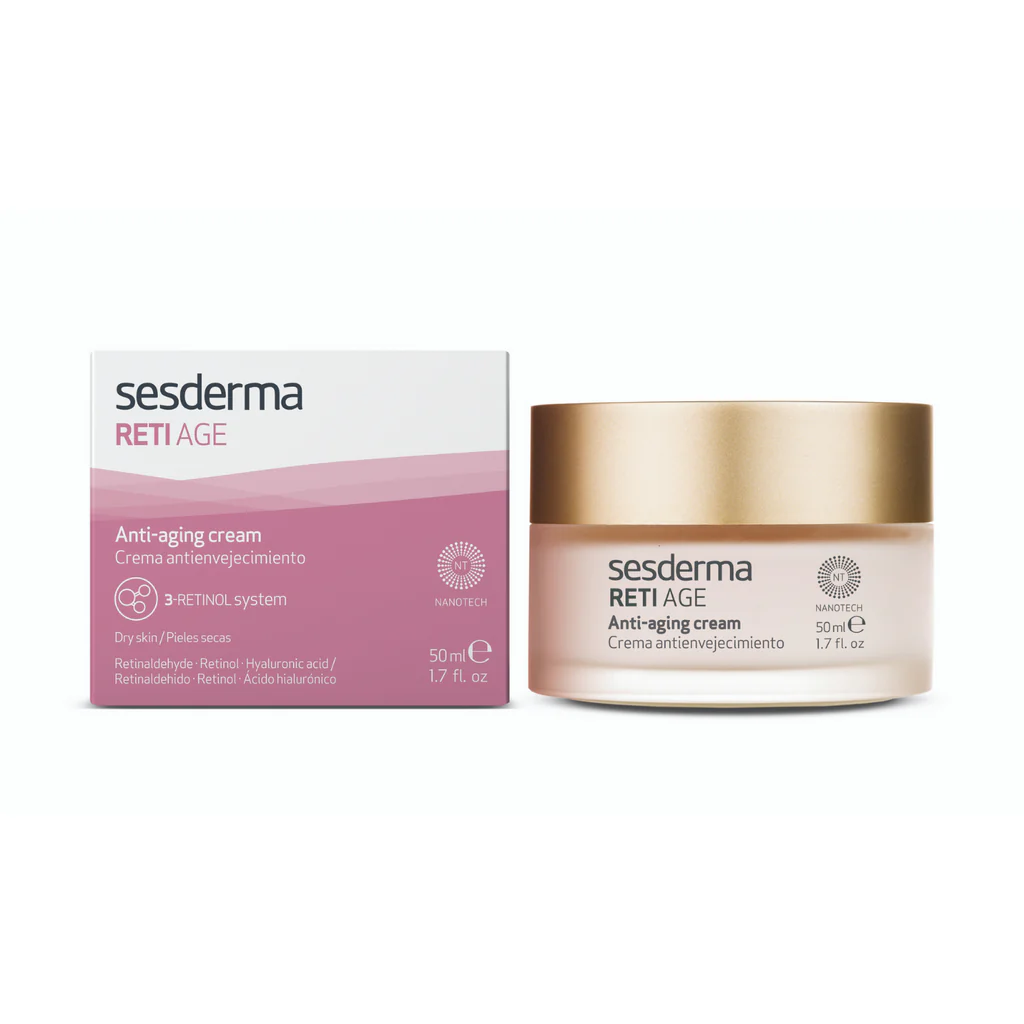 sesderma
RETI AGE
Anti-aging cream
Crema antienvejecimiento
3-RETINOL system
Dry skin / Pieles secas
Retinaldehyde · Retinol · Hyaluronic acid /
Retinaldehido · Retinol · Ácido hialurónico
NT
NANOTECH
50 ml e
1.7 fl. oz
sesderma
RETI AGE
Anti-aging cream
Crema antienvejecimiento
NT
NANOTECH
50 ml e
1.7 fl. oz